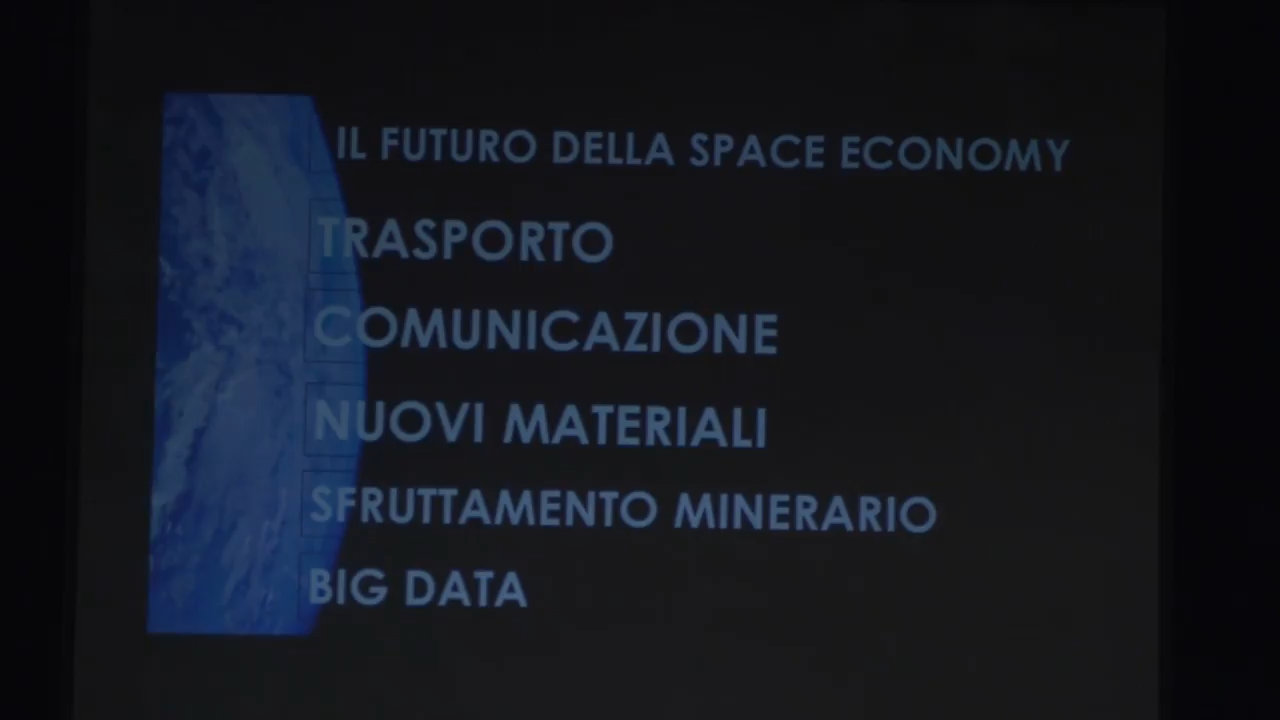 IL FUTURO DELLA SPACE ECONOMY
TRASPORTO
COMUNICAZIONE
NUOVI MATERIALI
SFRUTTAMENTO MINERARIO
BIG DATA